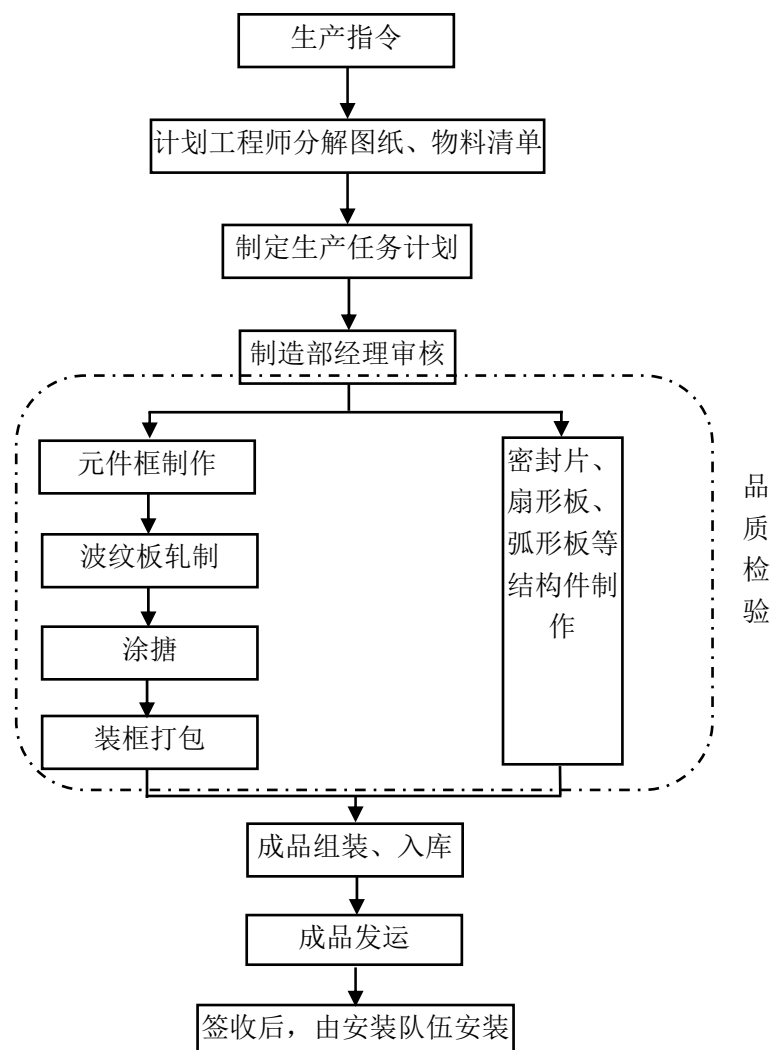 生产指令
计划工程师分解图纸、物料清单
制定生产任务计划
制造部经理审核
元件框制作
波纹板轧制
涂搪
装框打包
密封片、
扇形板、
弧形板等
结构件制
作
品
质
检
验
成品组装、入库
成品发运
签收后，由安装队伍安装